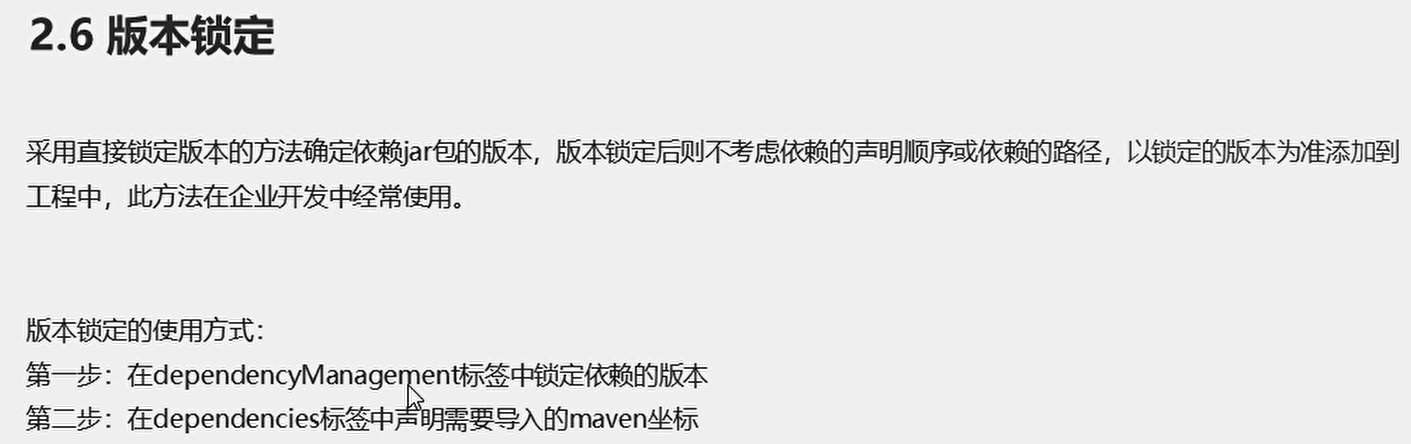 2.6 版本锁定
采用直接锁定版本的方法确定依赖jar包的版本，版本锁定后则不考虑依赖的声明顺序或依赖的路径，以锁定的版本为准添加到
工程中，此方法在企业开发中经常使用。
版本锁定的使用方式：
第一步：在dependencyManagement标签中锁定依赖的版本
第二步：在dependencies标签中声明需要导入的maven坐标